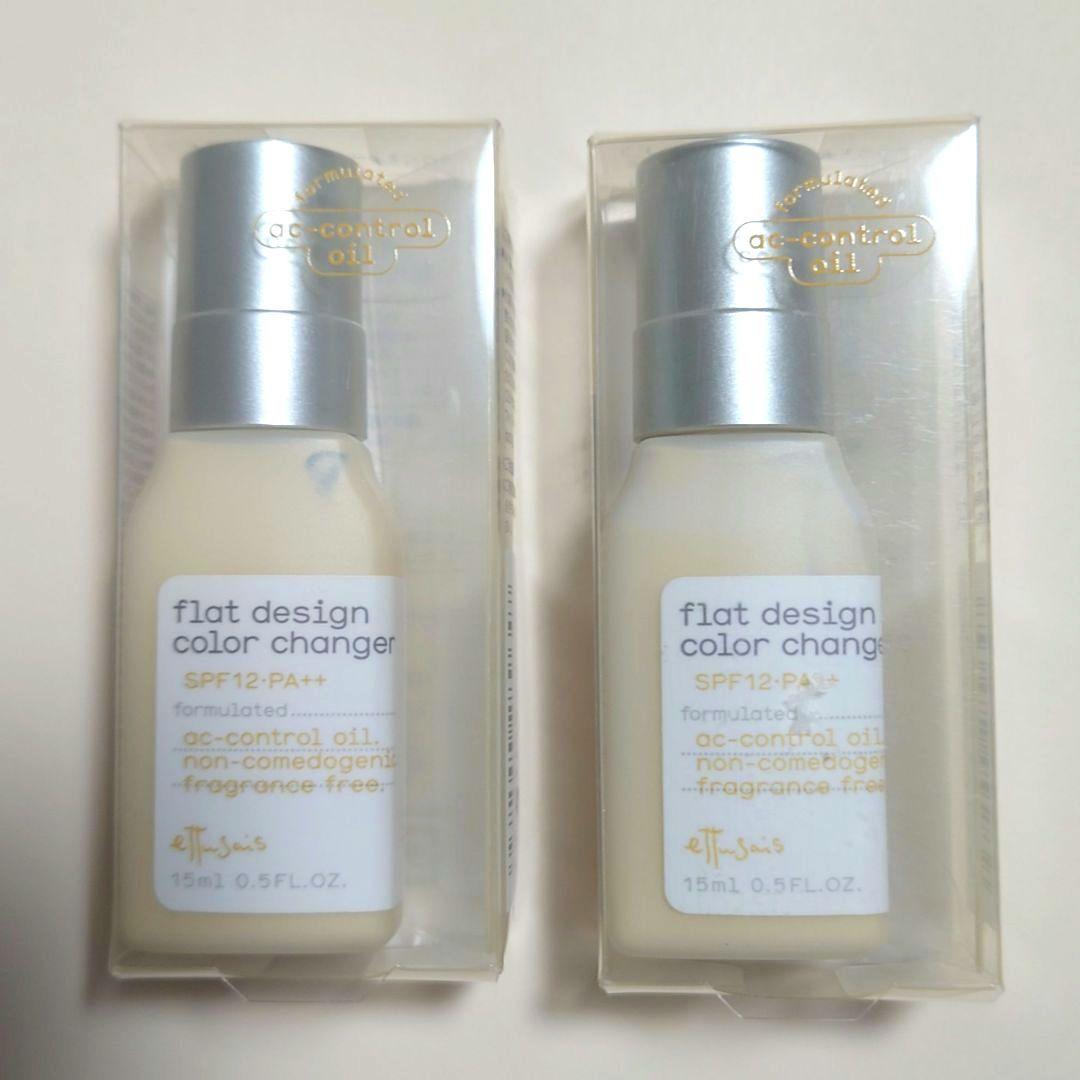 formulated
ac-control
oil
flat design
color changer
SPF12·PA++
formulated
ac-control oil.
non-comedogenic
fragrance free.
ettusais
15ml 0.5FL.OZ.
formulated
ac-control
oil
flat design
color change
SPF12·PA++
formulated
ac-control oil.
fragrance free
ettusais
15ml 0.5FL.OZ.